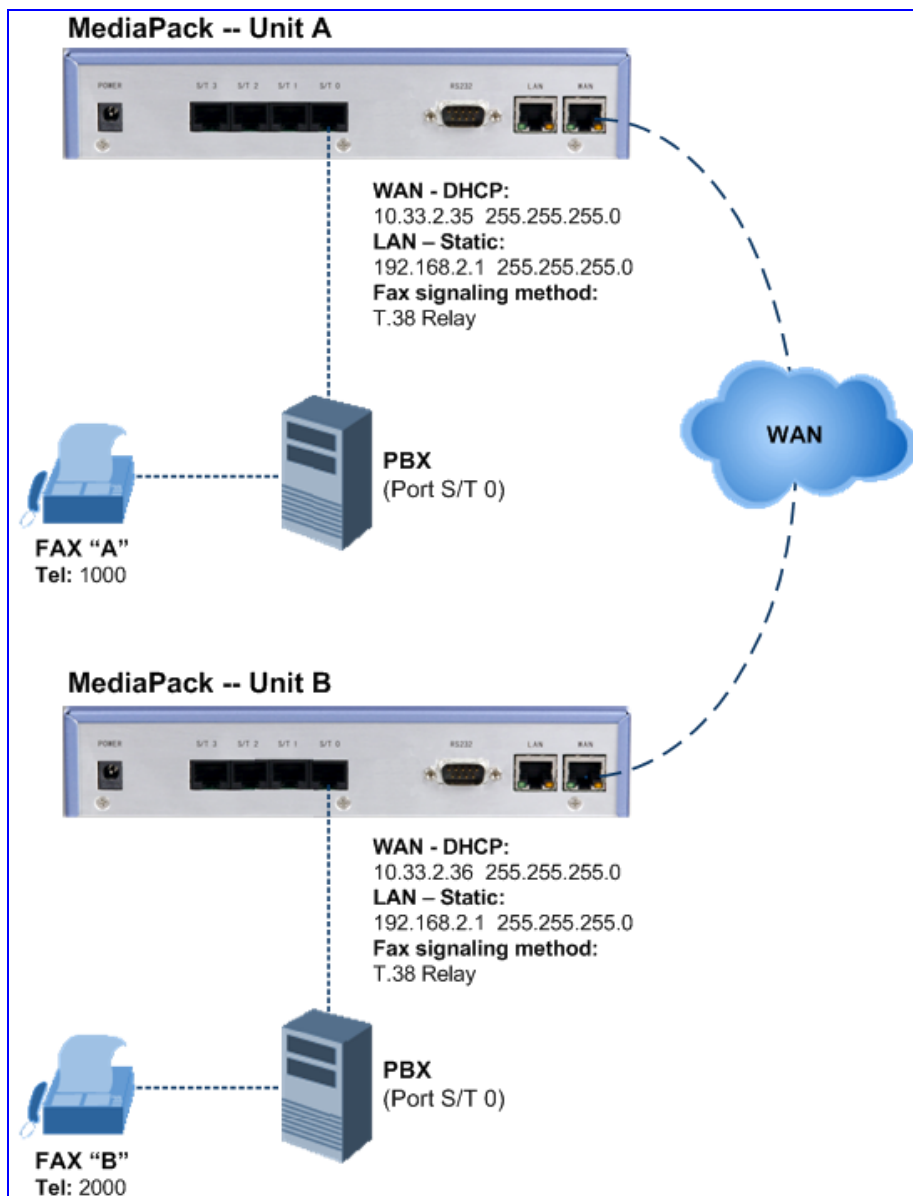 MediaPack -- Unit A
POWER S/T 3 S/T 2 S/T 1 S/T 0 RS232 LAN WAN
WAN - DHCP:
10.33.2.35 255.255.255.0
LAN – Static:
192.168.2.1 255.255.255.0
Fax signaling method:
T.38 Relay
WAN
PBX
(Port S/T 0)
FAX “A”
Tel: 1000
MediaPack -- Unit B
POWER S/T 3 S/T 2 S/T 1 S/T 0 RS232 LAN WAN
WAN - DHCP:
10.33.2.36 255.255.255.0
LAN – Static:
192.168.2.1 255.255.255.0
Fax signaling method:
T.38 Relay
PBX
(Port S/T 0)
FAX “B”
Tel: 2000